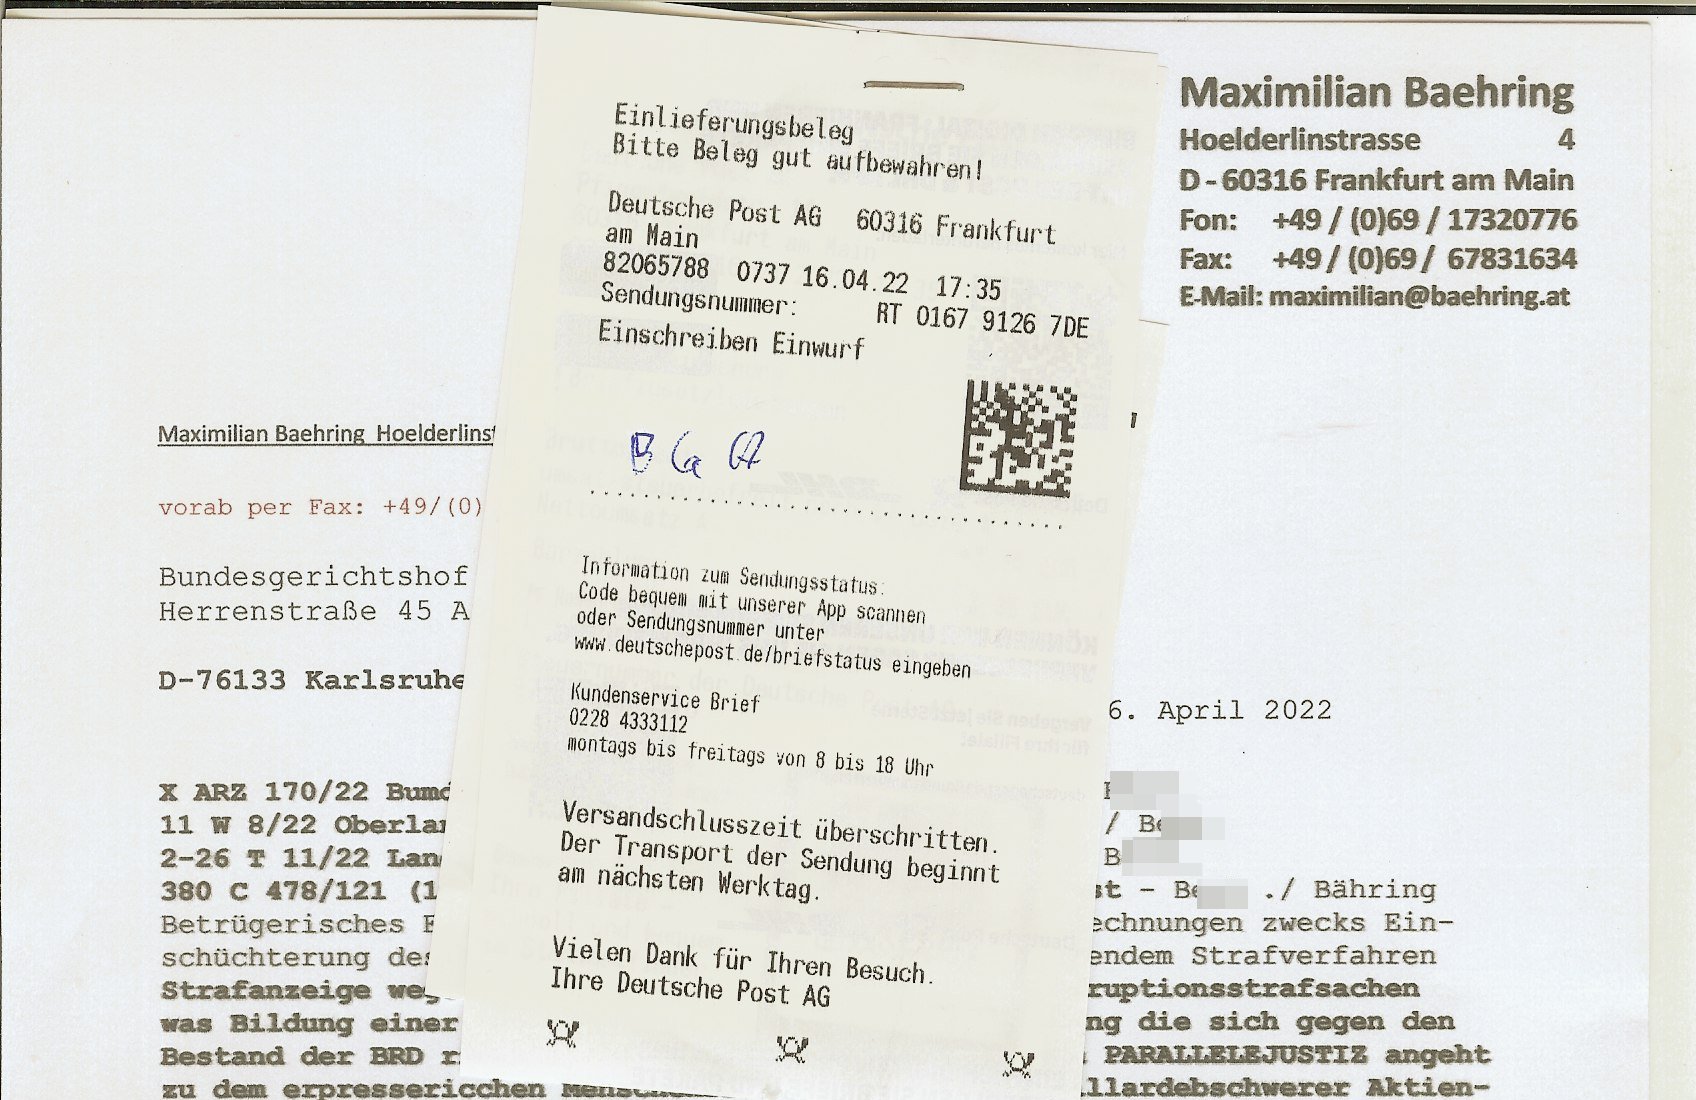 Maximilian Baehring
Hoelderlinstrasse 4
D - 60316 Frankfurt am Main
Fon: +49 / (0)69 / 17320776
Fax: +49 / (0)69 / 67831634
E-Mail: maximilian@baehring.at
Einlieferungsbeleg
Bitte Beleg gut aufbewahren!
Deutsche Post AG 60316 Frankfurt
am Main
82065788 0737 16.04.22 17:35
Sendungsnummer: RT 0167 9126 7DE
Einschreiben Einwurf
Information zum Sendungsstatus:
Code bequem mit unserer App scannen
oder Sendungsnummer unter
www.deutschepost.de/briefstatus eingeben
Kundenservice Brief
0228 4333112
montags bis freitags von 8 bis 18 Uhr
Versandschlusszeit überschritten.
Der Transport der Sendung beginnt
am nächsten Werktag.
Vielen Dank für Ihren Besuch.
Ihre Deutsche Post AG
Maximilian Baehring Hoelderlinst
vorab per Fax: +49/(0)
Bundesgerichtshof
Herrenstraße 45 A
D-76133 Karlsruhe
6. April 2022
X ARZ 170/22 Bumd
11 W 8/22 Oberlan / Be
2-26 T 11/22 Lan B
380 C 478/121 (1 st - Be ./ Bähring
Betrügerisches echnungen zwecks Ein-
schüchterung des endem Strafverfahren
Strafanzeige weg ruptionsstrafsachen
was Bildung einer ng die sich gegen den
Bestand der BRD r PARALLELEJUSTIZ angeht
zu dem erpressericchen Mensch llardebschwerer Aktien-